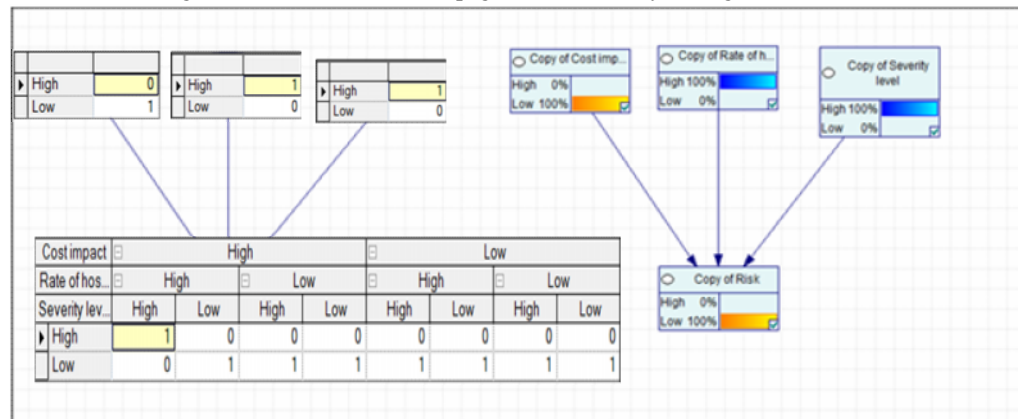 High 0
Low 1
High 1
Low 0
High 1
Low 0
Copy of Cost imp...
High 0%
Low 100%
Copy of Rate of h...
High 100%
Low 0%
Copy of Severity
level
High 100%
Low 0%
Cost impact High Low
Rate of hos... High Low High Low
Severity lev... High Low High Low High Low High Low
High 1 0 0 0 0 0 0 0
Low 0 1 1 1 1 1 1 1
Copy of Risk
High 0%
Low 100%